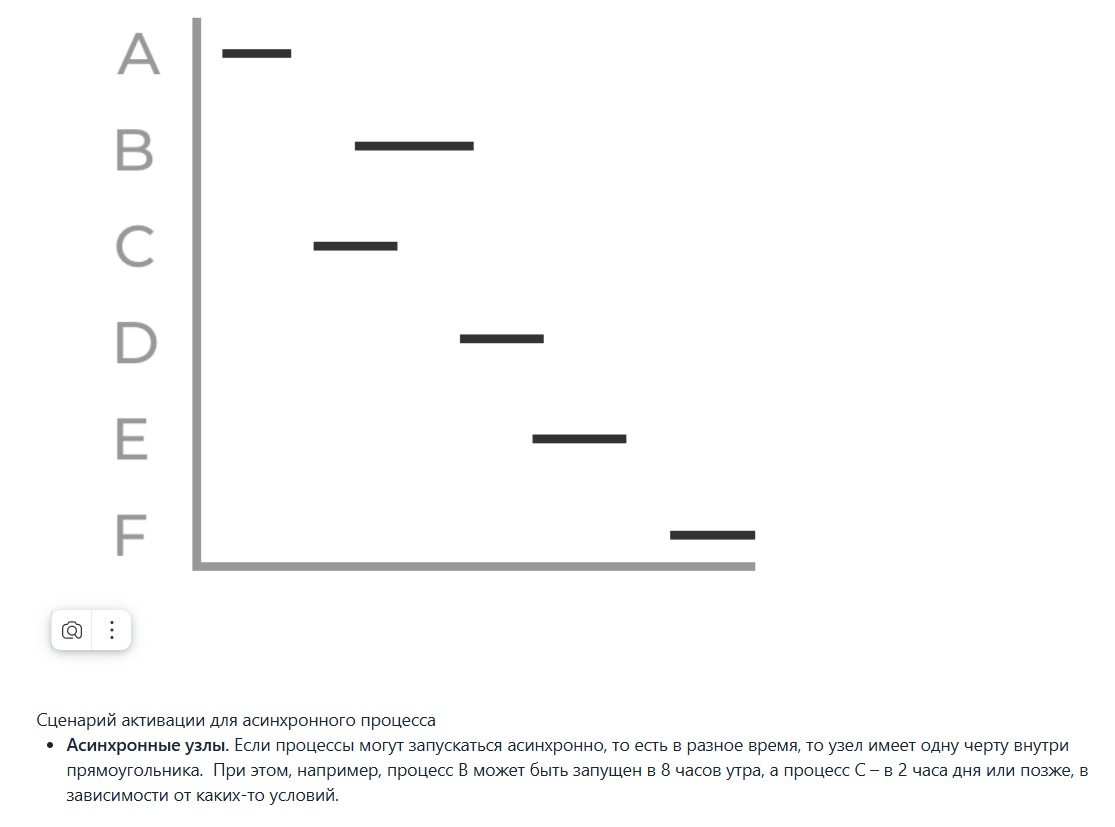 A
B
C
D
E
F
Сценарий активации для асинхронного процесса
• Асинхронные узлы. Если процессы могут запускаться асинхронно, то есть в разное время, то узел имеет одну черту внутри
прямоугольника.  При этом, например, процесс B может быть запущен в 8 часов утра, а процесс C – в 2 часа дня или позже, в
зависимости от каких-то условий.